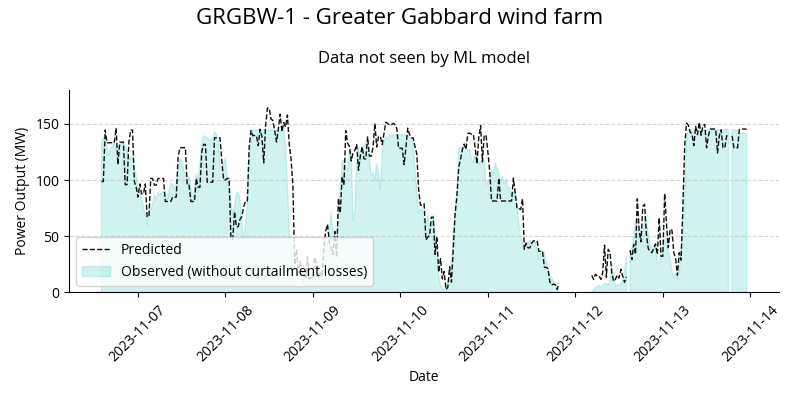 GRGBW-1 - Greater Gabbard wind farm
Data not seen by ML model
Power Output (MW)
150
100
50
0
Predicted
Observed (without curtailment losses)
2023-11-07
2023-11-08
2023-11-09
2023-11-10
2023-11-11
2023-11-12
2023-11-13
2023-11-14
Date